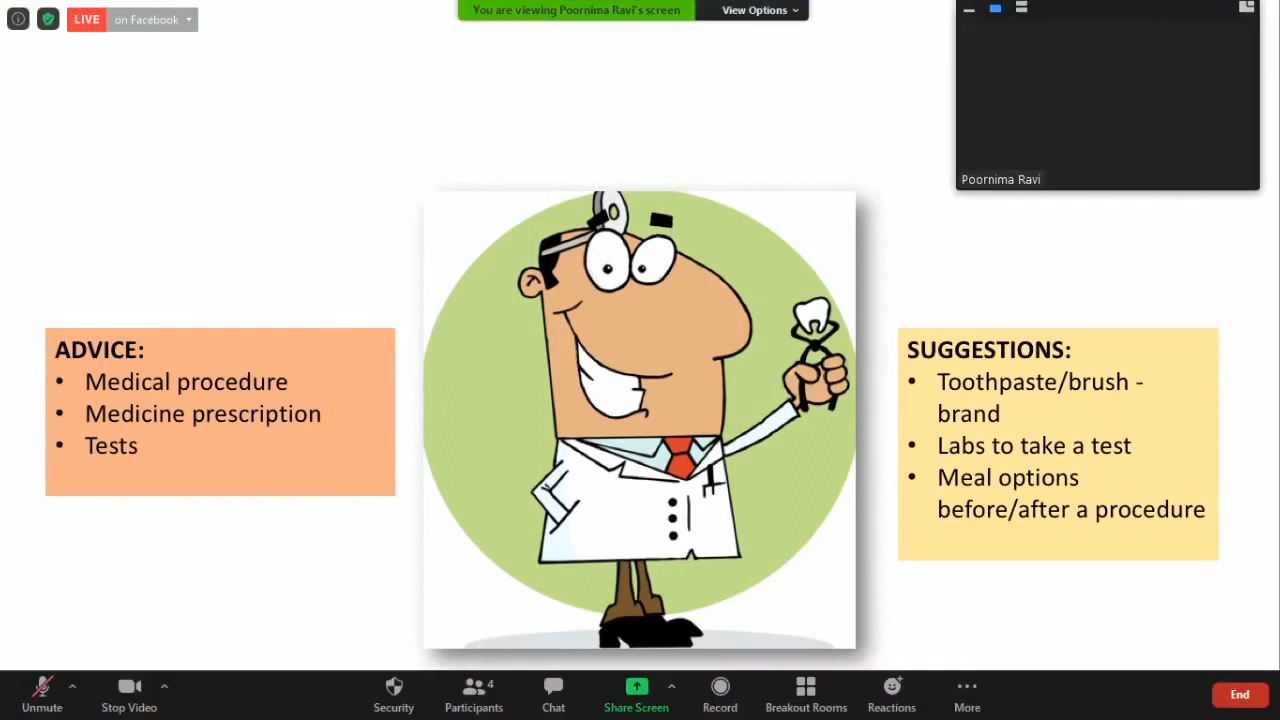 LIVE on Facebook
You are viewing Poornima Ravi's screen
View Options
Poornima Ravi
ADVICE:
• Medical procedure
• Medicine prescription
• Tests
SUGGESTIONS:
• Toothpaste/brush -
brand
• Labs to take a test
• Meal options
before/after a procedure
Unmute
Stop Video
Security
Participants
4
Chat
Share Screen
Record
Breakout Rooms
Reactions
More
End